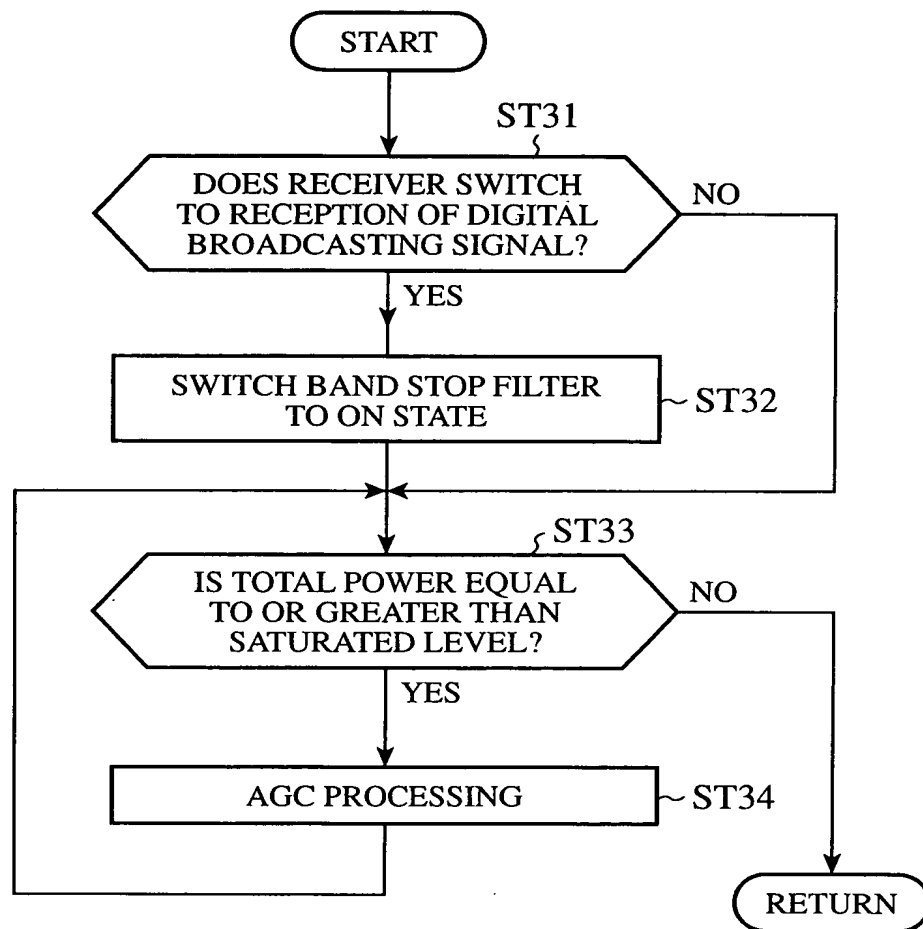 START
ST31
DOES RECEIVER SWITCH
TO RECEPTION OF DIGITAL
BROADCASTING SIGNAL?
NO
YES
SWITCH BAND STOP FILTER
TO ON STATE
ST32
ST33
IS TOTAL POWER EQUAL
TO OR GREATER THAN
SATURATED LEVEL?
NO
YES
AGC PROCESSING
ST34
RETURN